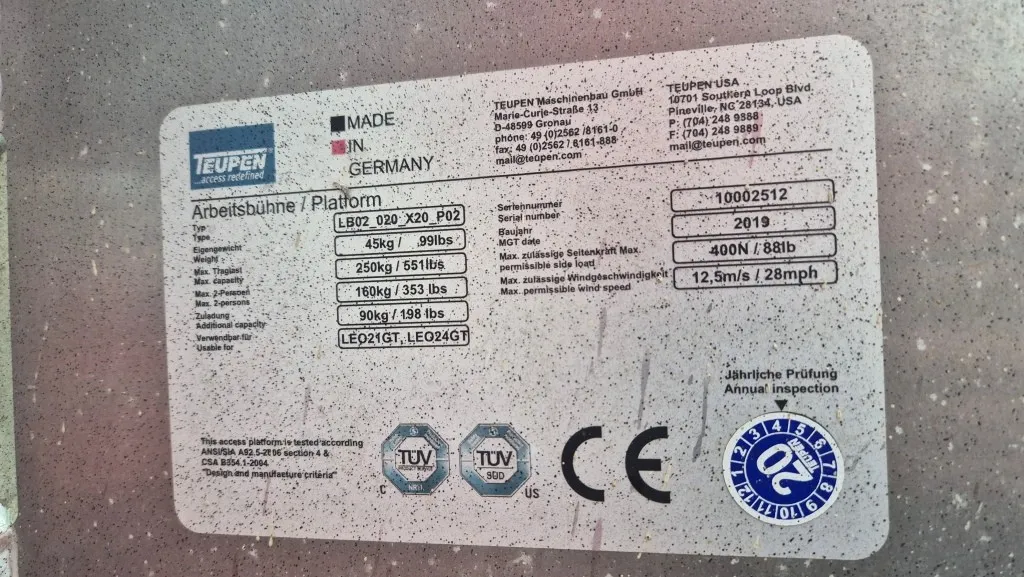 TEUPEN
...access redefined
MADE
IN
GERMANY
TEUPEN Maschinenbau GmbH
Marie-Curie-Straße 13
D-48599 Gronau
phone: 49 (0)2562 /8161-0
fax: 49 (0)2562 / 8161-888
mail@teupen.com
TEUPEN USA
10701 Southern Loop Blvd.
Pineville, NC 28134, USA
P: (704) 248 9888
F: (704) 248 9889
mail@teupen.com
Arbeitsbühne / Platform
Typ
Type
LB02_020_X20_P02
Eigengewicht
Weight
45kg / 99lbs
Max. Traglast
Max. capacity
250kg / 551lbs
Max. 2-Personen
Max. 2-persons
160kg / 353 lbs
Zuladung
Additional capacity
90kg / 198 lbs
Verwendbar für
Usable for
LEO21GT, LEO24GT
Seriennummer
Serial number
10002512
Baujahr
MGT date
2019
Max. zulässige Seitenkraft Max.
permissible side load
400N / 88lb
Max. zulässige Windgeschwindigkeit
Max. permissible wind speed
12,5m/s / 28mph
This access platform is tested according
ANSI/SIA A92.5-2006 section 4 &
CSA B354.1-2004.
"Design and manufacture criteria"
C
TÜV
NRTL
TÜV
SÜD
US
CE
Jährliche Prüfung
Annual inspection
1 2 3 4 5 6 7 8 9 10 11 12
TEUPEN
20